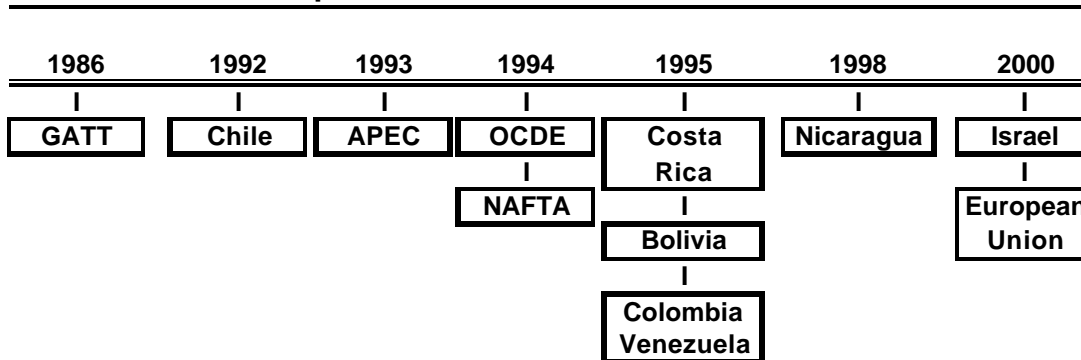 1986 1992 1993 1994 1995 1998 2000
I I I I I I I
GATT Chile APEC OCDE Costa Nicaragua Israel
I Rica I
NAFTA I European
Bolivia Union
I
Colombia
Venezuela